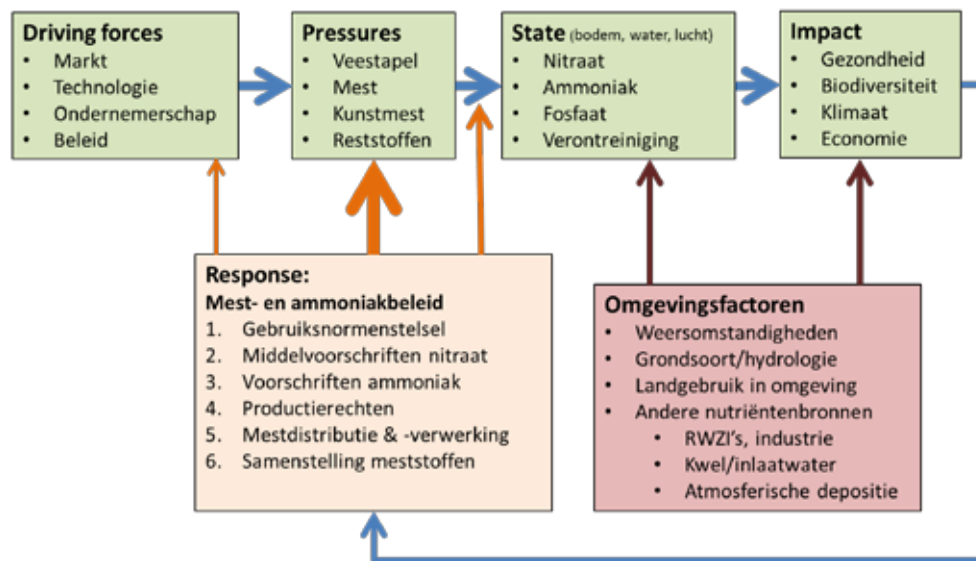 Driving forces
• Markt
• Technologie
• Ondernemerschap
• Beleid
Pressures
• Veestapel
• Mest
• Kunstmest
• Reststoffen
State (bodem, water, lucht)
• Nitraat
• Ammoniak
• Fosfaat
• Verontreiniging
Impact
• Gezondheid
• Biodiversiteit
• Klimaat
• Economie
Response:
Mest- en ammoniakbeleid
1. Gebruiksnormenstelsel
2. Middelvoorschriften nitraat
3. Voorschriften ammoniak
4. Productierechten
5. Mestdistributie & -verwerking
6. Samenstelling meststoffen
Omgevingsfactoren
• Weersomstandigheden
• Grondsoort/hydrologie
• Landgebruik in omgeving
• Andere nutriëntenbronnen
• RWZI's, industrie
• Kwel/inlaatwater
• Atmosferische depositie